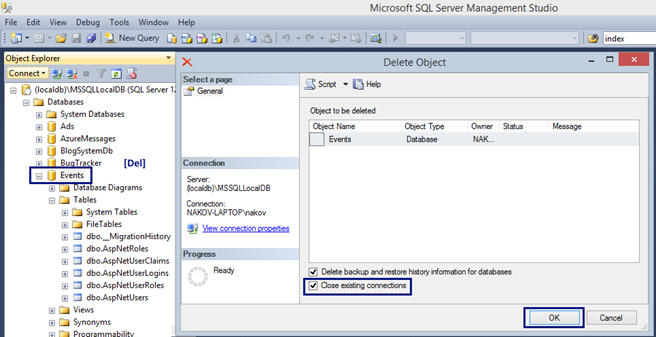 Microsoft SQL Server Management Studio
File Edit View Debug Tools Window Help
New Query
index
Object Explorer
Connect
(localdb)\MSSQLLocalDB (SQL Server 12
Databases
System Databases
Ads
AzureMessages
BlogSystemDb
BugTracker [Del]
Events
Database Diagrams
Tables
System Tables
FileTables
dbo.__MigrationHistory
dbo.AspNetRoles
dbo.AspNetUserClaims
dbo.AspNetUserLogins
dbo.AspNetUserRoles
dbo.AspNetUsers
Views
Synonyms
Programmability
Delete Object
Select a page
General
Connection
Server:
(localdb)\MSSQLLocalDB
Connection:
NAKOV-LAPTOP\nakov
View connection properties
Progress
Ready
Script Help
Object to be deleted
Object Name Object Type Owner Status Message
Events Database NAK...
Delete backup and restore history information for databases
Close existing connections
OK Cancel